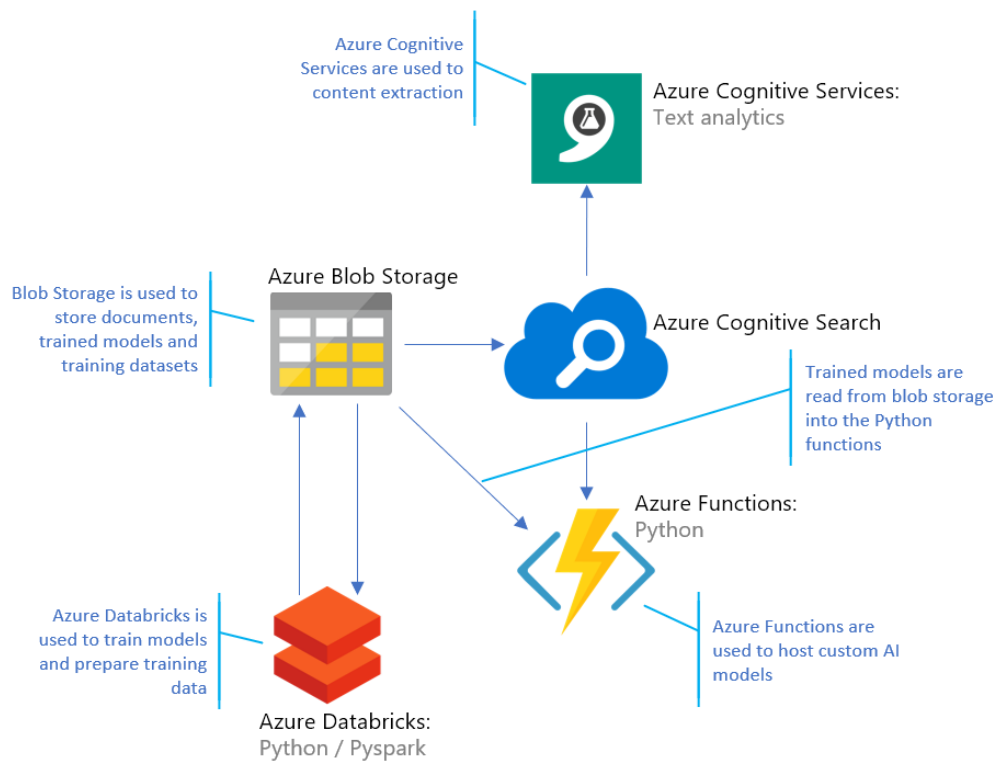 Azure Cognitive
Services are used to
content extraction
Azure Cognitive Services:
Text analytics
Azure Blob Storage
Blob Storage is used to
store documents,
trained models and
training datasets
Azure Cognitive Search
Trained models are
read from blob storage
into the Python
functions
Azure Functions:
Python
Azure Databricks is
used to train models
and prepare training
data
Azure Functions are
used to host custom AI
models
Azure Databricks:
Python / Pyspark